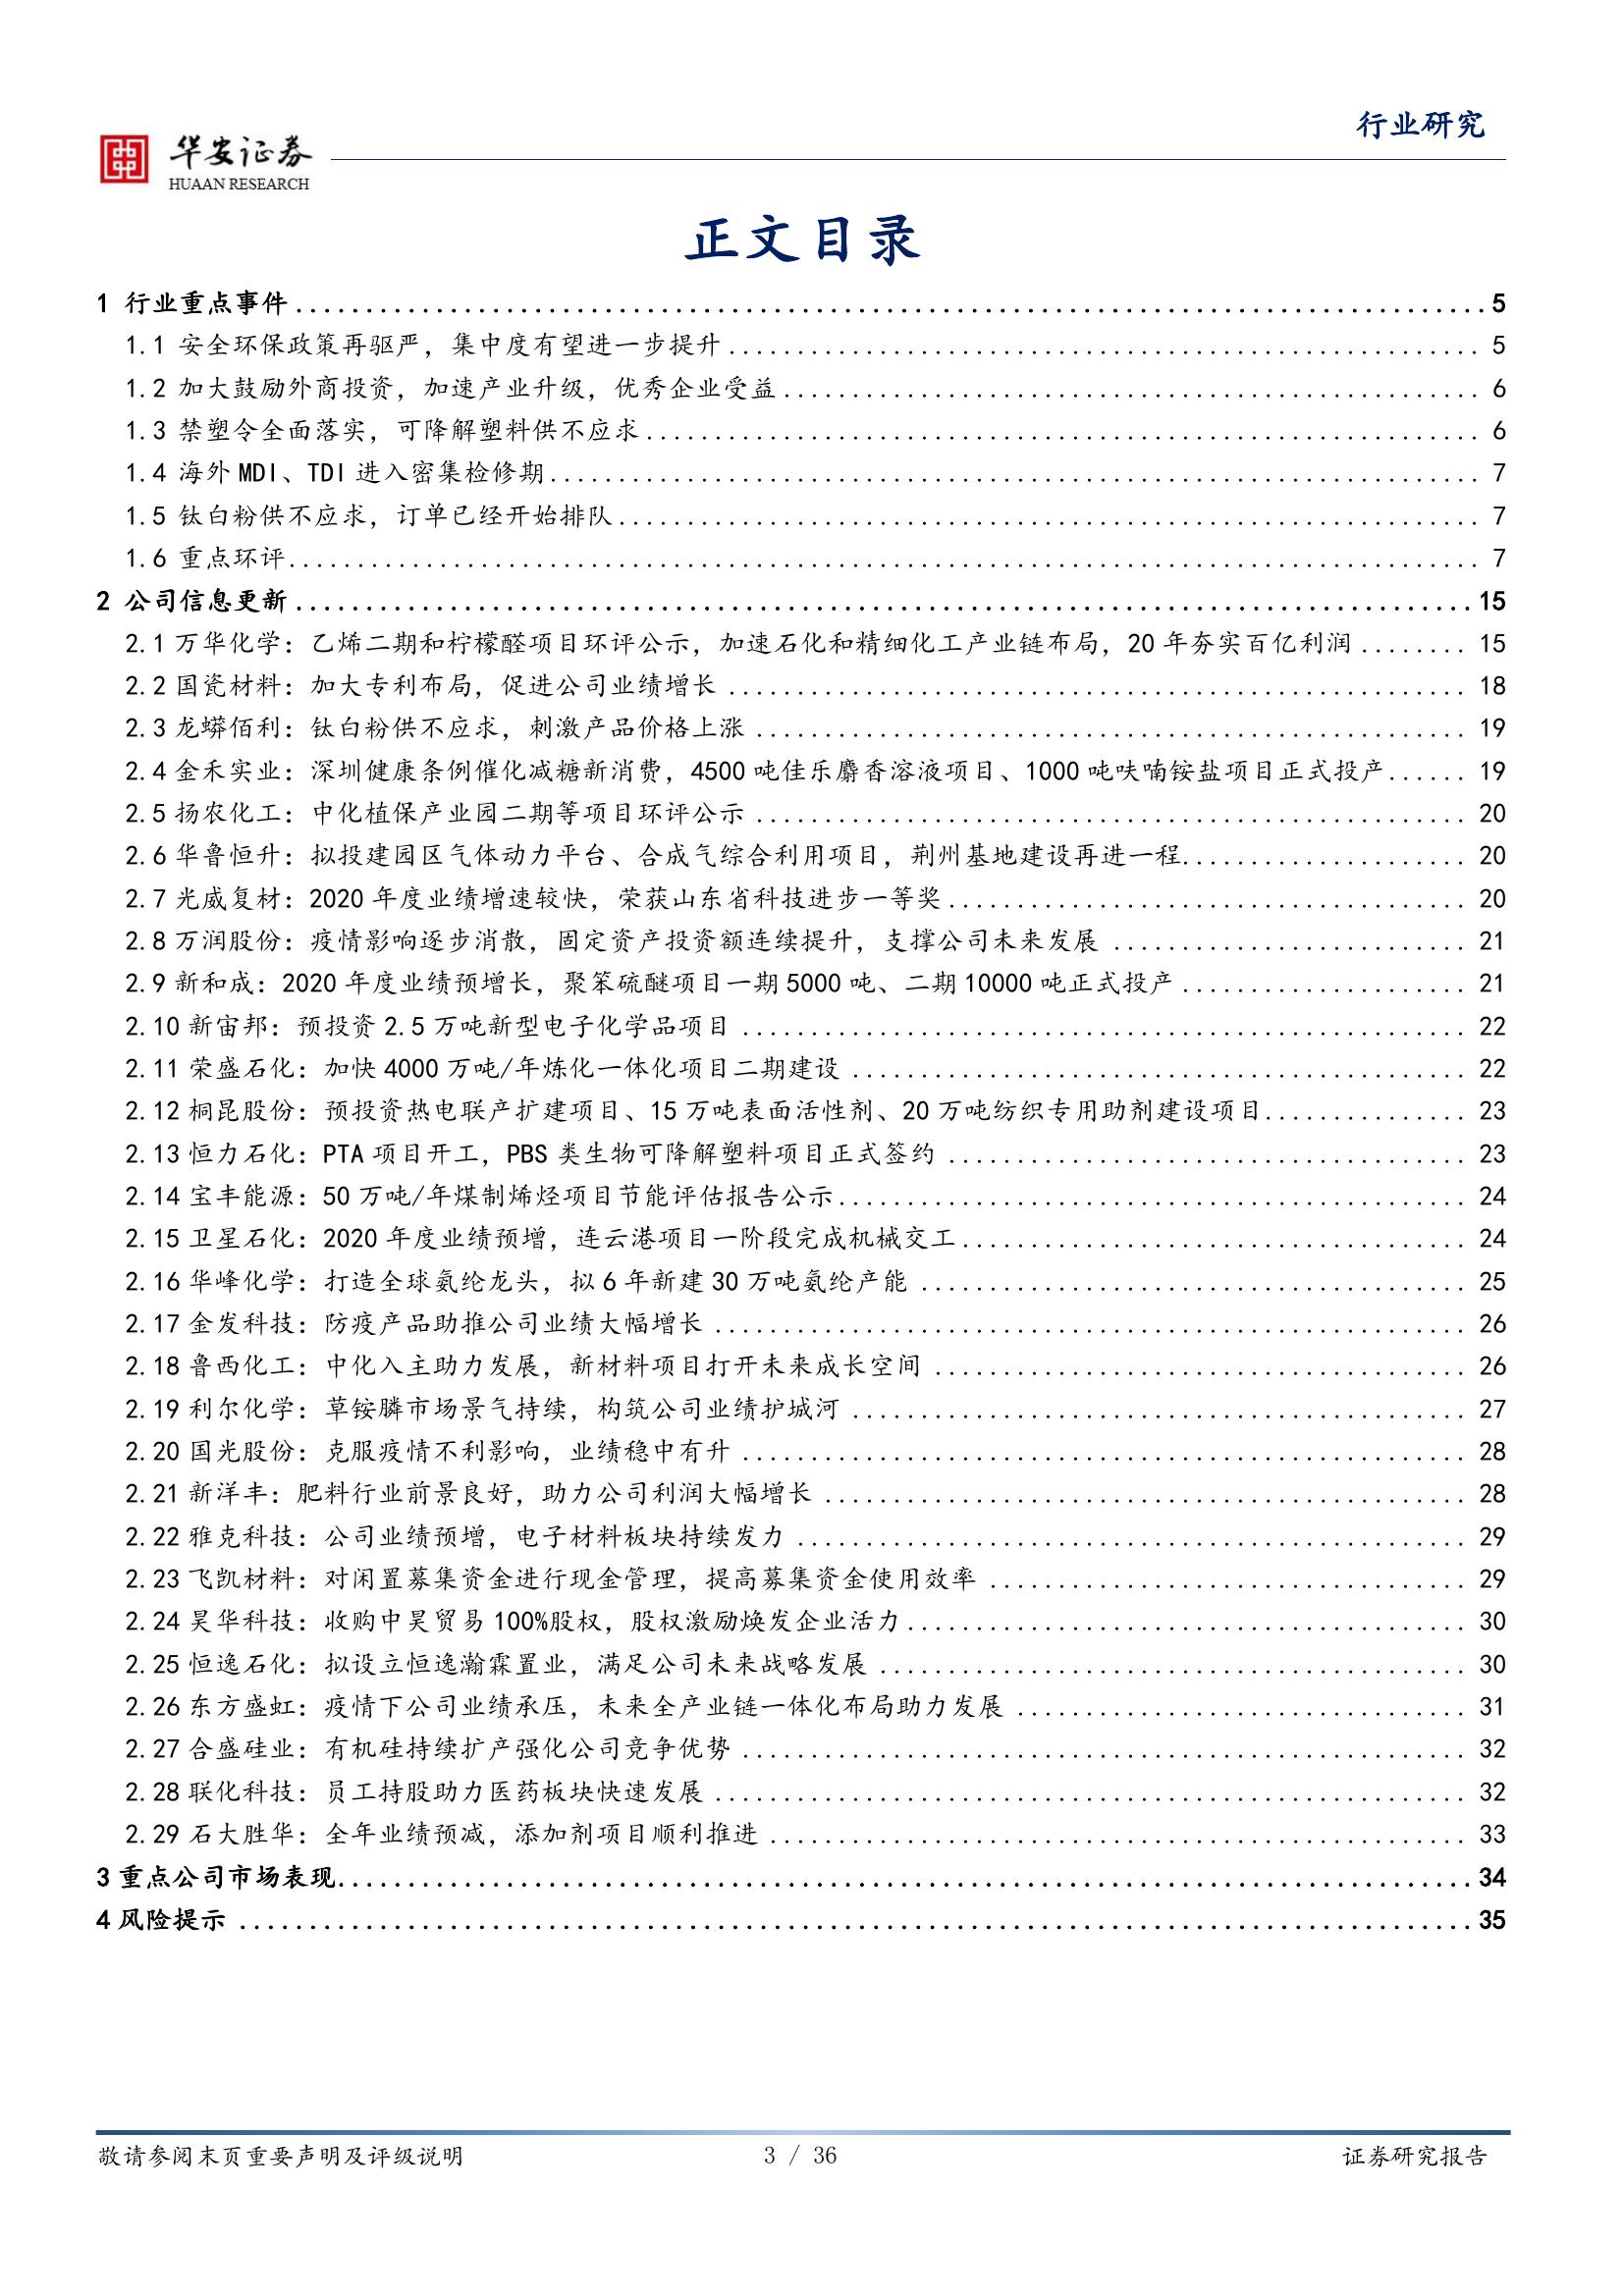 行业研究
华安证券
HUAAN RESEARCH
正文目录
1 行业重点事件 5
1.1 安全环保政策再驱严，集中度有望进一步提升 5
1.2 加大鼓励外商投资，加速产业升级，优秀企业受益 6
1.3 禁塑令全面落实，可降解塑料供不应求 6
1.4 海外 MDI、TDI 进入密集检修期 7
1.5 钛白粉供不应求，订单已经开始排队 7
1.6 重点环评 7
2 公司信息更新 15
2.1 万华化学：乙烯二期和柠檬醛项目环评公示，加速石化和精细化工产业链布局，20 年夯实百亿利润 15
2.2 国瓷材料：加大专利布局，促进公司业绩增长 18
2.3 龙蟒佰利：钛白粉供不应求，刺激产品价格上涨 19
2.4 金禾实业：深圳健康条例催化减糖新消费，4500 吨佳乐麝香溶液项目、1000 吨呋喃铵盐项目正式投产 19
2.5 扬农化工：中化植保产业园二期等项目环评公示 20
2.6 华鲁恒升：拟投建园区气体动力平台、合成气综合利用项目，荆州基地建设再进一程 20
2.7 光威复材：2020 年度业绩增速较快，荣获山东省科技进步一等奖 20
2.8 万润股份：疫情影响逐步消散，固定资产投资额连续提升，支撑公司未来发展 21
2.9 新和成：2020 年度业绩预增长，聚笨硫醚项目一期 5000 吨、二期 10000 吨正式投产 21
2.10 新宙邦：预投资 2.5 万吨新型电子化学品项目 22
2.11 荣盛石化：加快 4000 万吨/年炼化一体化项目二期建设 22
2.12 桐昆股份：预投资热电联产扩建项目、15 万吨表面活性剂、20 万吨纺织专用助剂建设项目 23
2.13 恒力石化：PTA 项目开工，PBS 类生物可降解塑料项目正式签约 23
2.14 宝丰能源：50 万吨/年煤制烯烃项目节能评估报告公示 24
2.15 卫星石化：2020 年度业绩预增，连云港项目一阶段完成机械交工 24
2.16 华峰化学：打造全球氨纶龙头，拟 6 年新建 30 万吨氨纶产能 25
2.17 金发科技：防疫产品助推公司业绩大幅增长 26
2.18 鲁西化工：中化入主助力发展，新材料项目打开未来成长空间 26
2.19 利尔化学：草铵膦市场景气持续，构筑公司业绩护城河 27
2.20 国光股份：克服疫情不利影响，业绩稳中有升 28
2.21 新洋丰：肥料行业前景良好，助力公司利润大幅增长 28
2.22 雅克科技：公司业绩预增，电子材料板块持续发力 29
2.23 飞凯材料：对闲置募集资金进行现金管理，提高募集资金使用效率 29
2.24 昊华科技：收购中昊贸易 100%股权，股权激励焕发企业活力 30
2.25 恒逸石化：拟设立恒逸瀚霖置业，满足公司未来战略发展 30
2.26 东方盛虹：疫情下公司业绩承压，未来全产业链一体化布局助力发展 31
2.27 合盛硅业：有机硅持续扩产强化公司竞争优势 32
2.28 联化科技：员工持股助力医药板块快速发展 32
2.29 石大胜华：全年业绩预减，添加剂项目顺利推进 33
3 重点公司市场表现 34
4 风险提示 35
敬请参阅末页重要声明及评级说明
3 / 36
证券研究报告